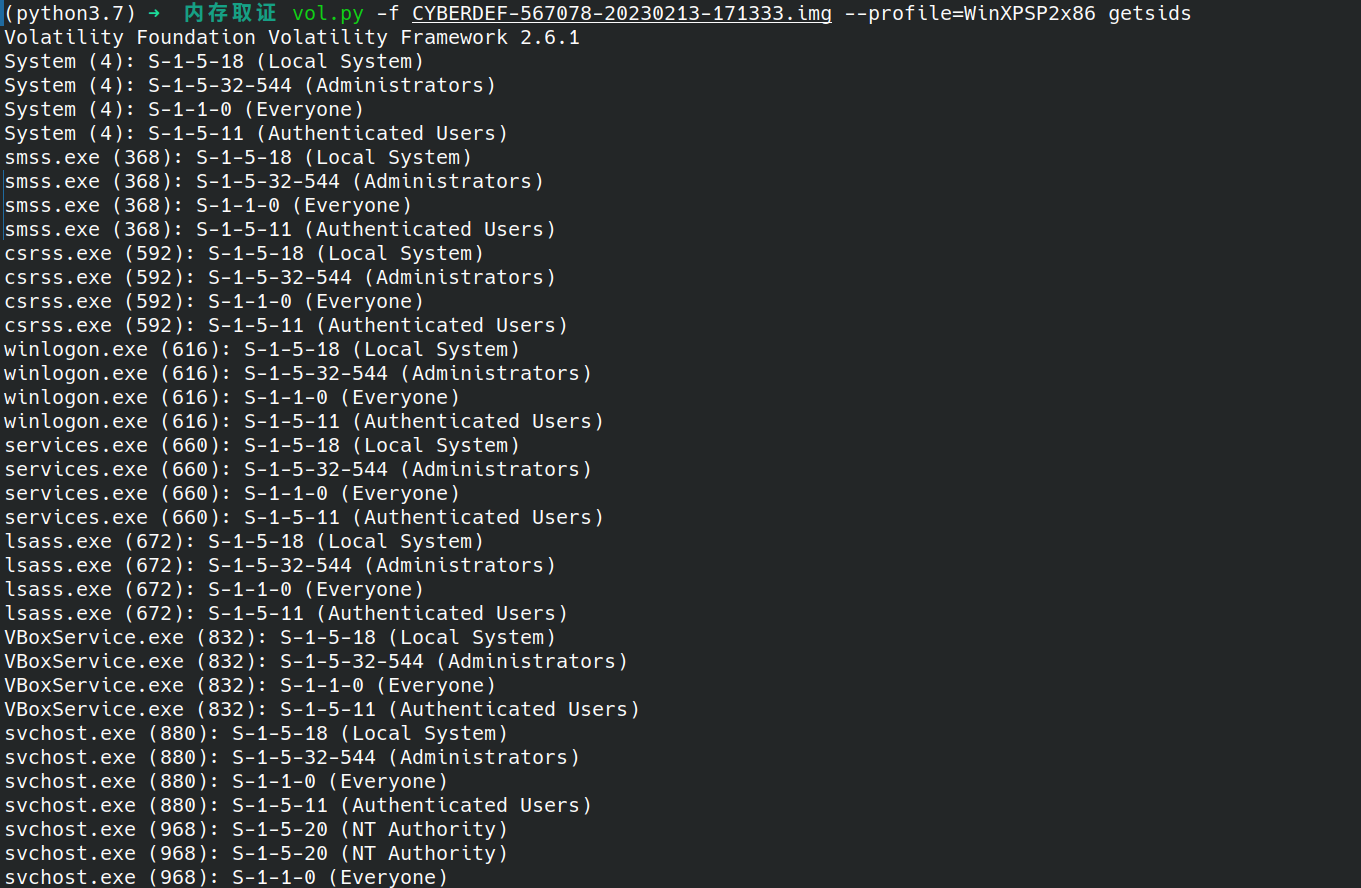 (python3.7) → 内存取证 vol.py -f CYBERDEF-567078-20230213-171333.img --profile=WinXPSP2x86 getsids
Volatility Foundation Volatility Framework 2.6.1
System (4): S-1-5-18 (Local System)
System (4): S-1-5-32-544 (Administrators)
System (4): S-1-1-0 (Everyone)
System (4): S-1-5-11 (Authenticated Users)
smss.exe (368): S-1-5-18 (Local System)
smss.exe (368): S-1-5-32-544 (Administrators)
smss.exe (368): S-1-1-0 (Everyone)
smss.exe (368): S-1-5-11 (Authenticated Users)
csrss.exe (592): S-1-5-18 (Local System)
csrss.exe (592): S-1-5-32-544 (Administrators)
csrss.exe (592): S-1-1-0 (Everyone)
csrss.exe (592): S-1-5-11 (Authenticated Users)
winlogon.exe (616): S-1-5-18 (Local System)
winlogon.exe (616): S-1-5-32-544 (Administrators)
winlogon.exe (616): S-1-1-0 (Everyone)
winlogon.exe (616): S-1-5-11 (Authenticated Users)
services.exe (660): S-1-5-18 (Local System)
services.exe (660): S-1-5-32-544 (Administrators)
services.exe (660): S-1-1-0 (Everyone)
services.exe (660): S-1-5-11 (Authenticated Users)
lsass.exe (672): S-1-5-18 (Local System)
lsass.exe (672): S-1-5-32-544 (Administrators)
lsass.exe (672): S-1-1-0 (Everyone)
lsass.exe (672): S-1-5-11 (Authenticated Users)
VBoxService.exe (832): S-1-5-18 (Local System)
VBoxService.exe (832): S-1-5-32-544 (Administrators)
VBoxService.exe (832): S-1-1-0 (Everyone)
VBoxService.exe (832): S-1-5-11 (Authenticated Users)
svchost.exe (880): S-1-5-18 (Local System)
svchost.exe (880): S-1-5-32-544 (Administrators)
svchost.exe (880): S-1-1-0 (Everyone)
svchost.exe (880): S-1-5-11 (Authenticated Users)
svchost.exe (968): S-1-5-20 (NT Authority)
svchost.exe (968): S-1-5-20 (NT Authority)
svchost.exe (968): S-1-1-0 (Everyone)